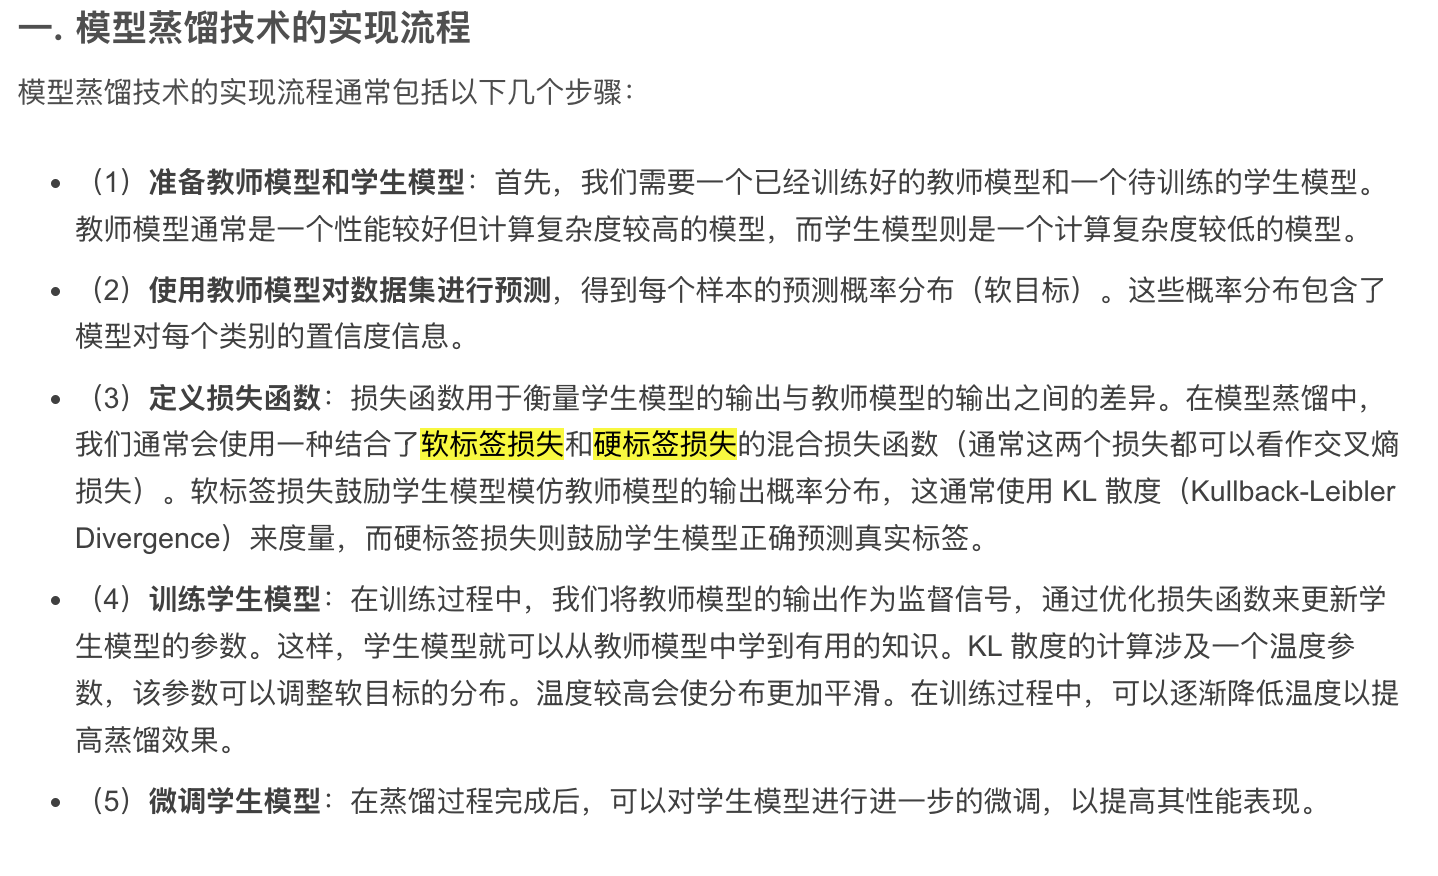 一. 模型蒸馏技术的实现流程
模型蒸馏技术的实现流程通常包括以下几个步骤：
• （1）准备教师模型和学生模型：首先，我们需要一个已经训练好的教师模型和一个待训练的学生模型。
教师模型通常是一个性能较好但计算复杂度较高的模型，而学生模型则是一个计算复杂度较低的模型。
• （2）使用教师模型对数据集进行预测，得到每个样本的预测概率分布（软目标）。这些概率分布包含了
模型对每个类别的置信度信息。
• （3）定义损失函数：损失函数用于衡量学生模型的输出与教师模型的输出之间的差异。在模型蒸馏中，
我们通常会使用一种结合了软标签损失和硬标签损失的混合损失函数（通常这两个损失都可以看作交叉熵
损失）。软标签损失鼓励学生模型模仿教师模型的输出概率分布，这通常使用 KL 散度（Kullback-Leibler
Divergence）来度量，而硬标签损失则鼓励学生模型正确预测真实标签。
• （4）训练学生模型：在训练过程中，我们将教师模型的输出作为监督信号，通过优化损失函数来更新学
生模型的参数。这样，学生模型就可以从教师模型中学到有用的知识。KL 散度的计算涉及一个温度参
数，该参数可以调整软目标的分布。温度较高会使分布更加平滑。在训练过程中，可以逐渐降低温度以提
高蒸馏效果。
• （5）微调学生模型：在蒸馏过程完成后，可以对学生模型进行进一步的微调，以提高其性能表现。